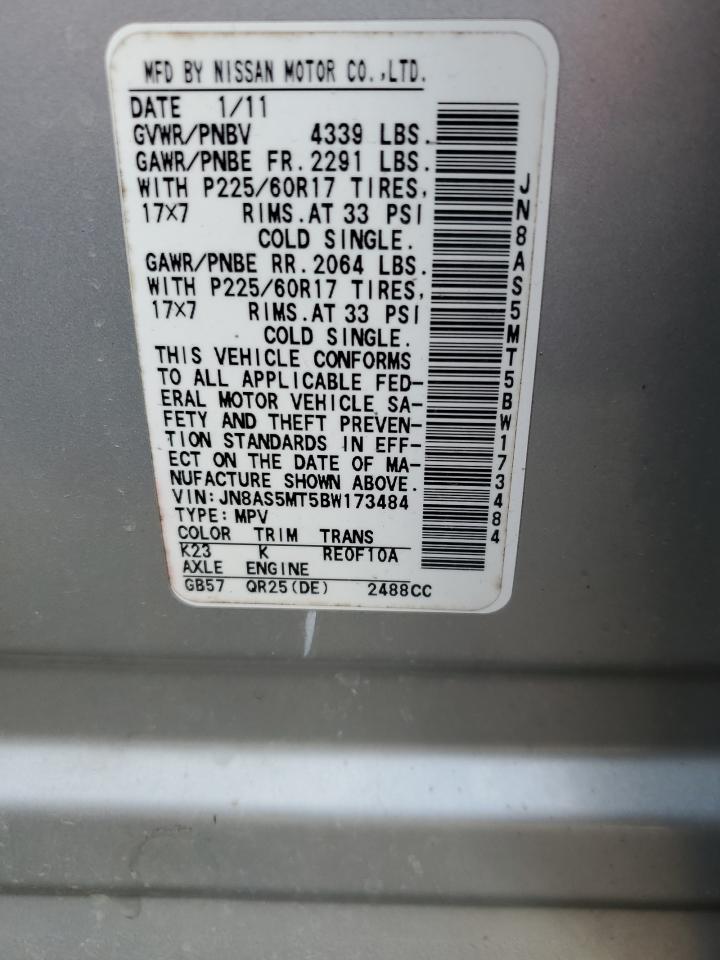 MFD BY NISSAN MOTOR CO.,LTD.
DATE 1/11
GVWR/PNBV 4339 LBS.
GAWR/PNBE FR.2291 LBS.
WITH P225/60R17 TIRES,
17×7 RIMS.AT 33 PSI
COLD SINGLE.
GAWR/PNBE RR.2064 LBS.
WITH P225/60R17 TIRES,
17×7 RIMS.AT 33 PSI
COLD SINGLE.
THIS VEHICLE CONFORMS
TO ALL APPLICABLE FED-
ERAL MOTOR VEHICLE SA-
FETY AND THEFT PREVEN-
TION STANDARDS IN EFF-
ECT ON THE DATE OF MA-
NUFACTURE SHOWN ABOVE.
VIN:JN8AS5MT5BW173484
TYPE:MPV
COLOR TRIM TRANS
K23 K RE0F10A
AXLE ENGINE
GB57 QR25(DE) 2488CC
JN8AS5MT5BW173484